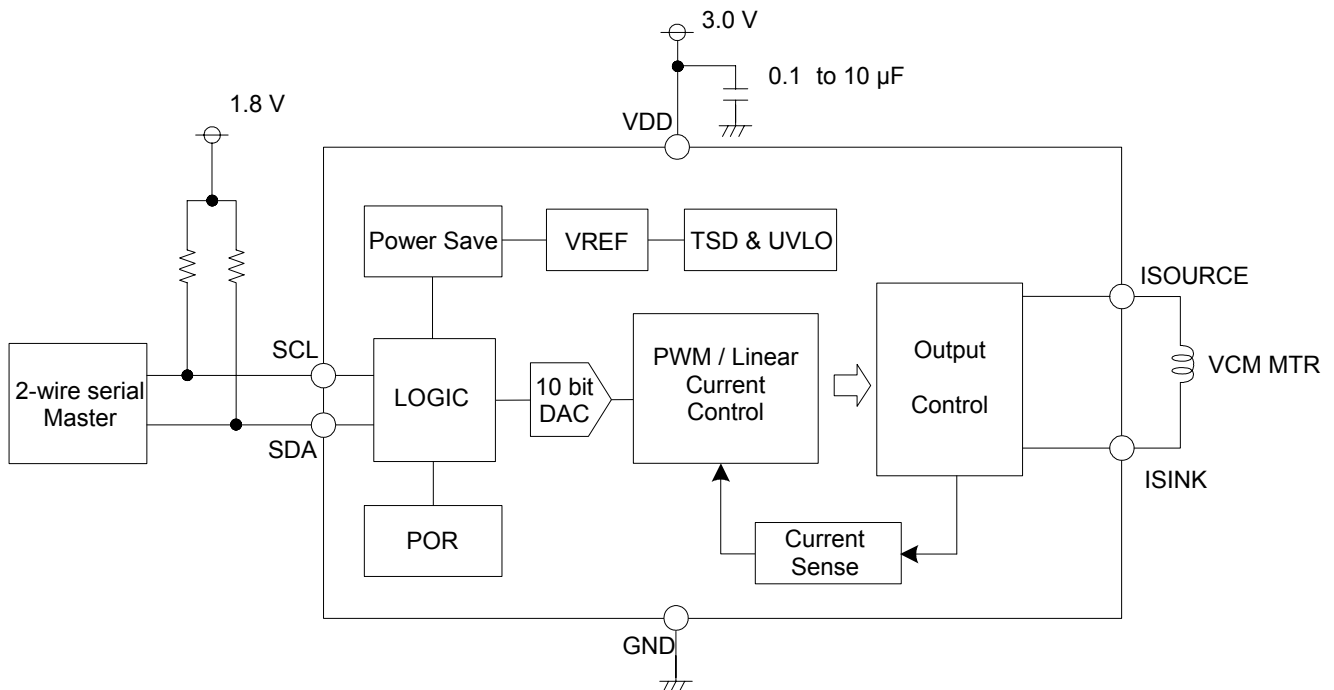 3.0 V
0.1 to 10 µF
1.8 V
VDD
Power Save
VREF
TSD & UVLO
ISOURCE
SCL
2-wire serial
Master
LOGIC
10 bit
DAC
PWM / Linear
Current
Control
Output
Control
VCM MTR
SDA
ISINK
POR
Current
Sense
GND